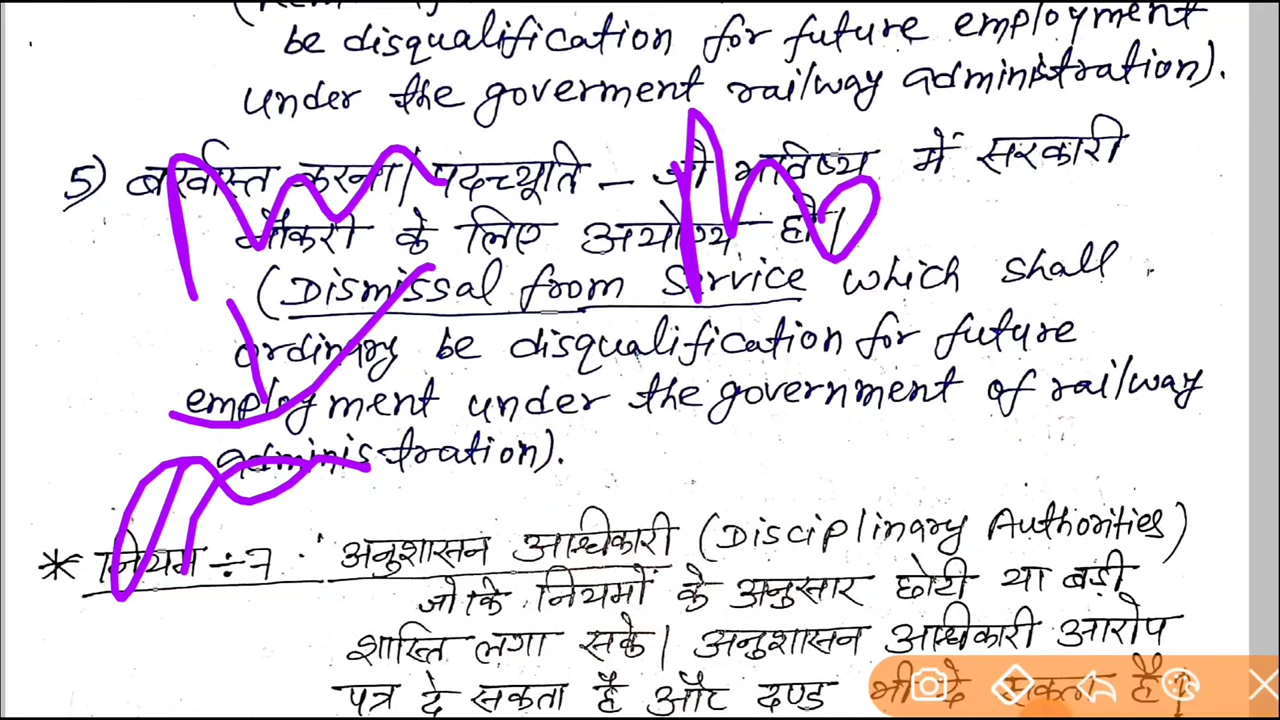 be disqualification for future employment
under the goverment railway administration).
5) बर्खास्त करना/पदच्यूति – जो भविष्य में सरकारी
नौकरी के लिए अयोग्य हो।
(Dismissal from Service which shall
ordinary be disqualification for future
employment under the government of railway
administration).
* नियम ÷7 अनुशासन अधिकारी (Disciplinary Authorities)
जोकि नियमों के अनुसार छोटी या बड़ी
शास्ति लगा सके। अनुशासन अधिकारी आरोप
पत्र दे सकता है और दण्ड भी दे सकता है।